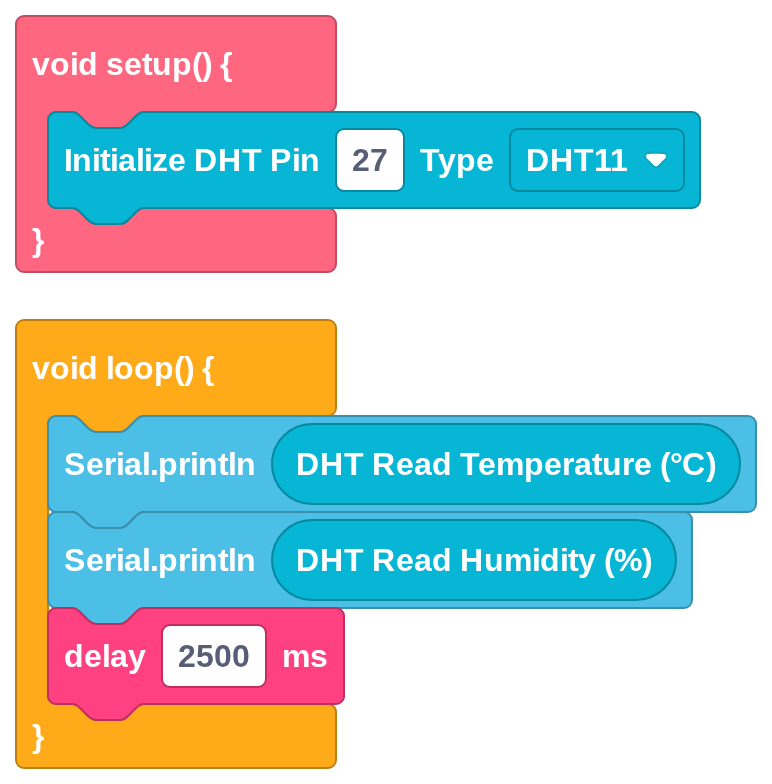 void setup() {
Initialize DHT Pin 27 Type DHT11
}
void loop() {
Serial.println DHT Read Temperature (°C)
Serial.println DHT Read Humidity (%)
delay 2500 ms
}